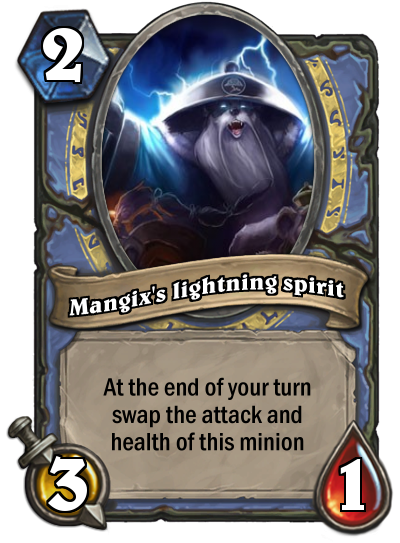 2
Mangix's lightning spirit
At the end of your turn
swap the attack and
health of this minion
3
1